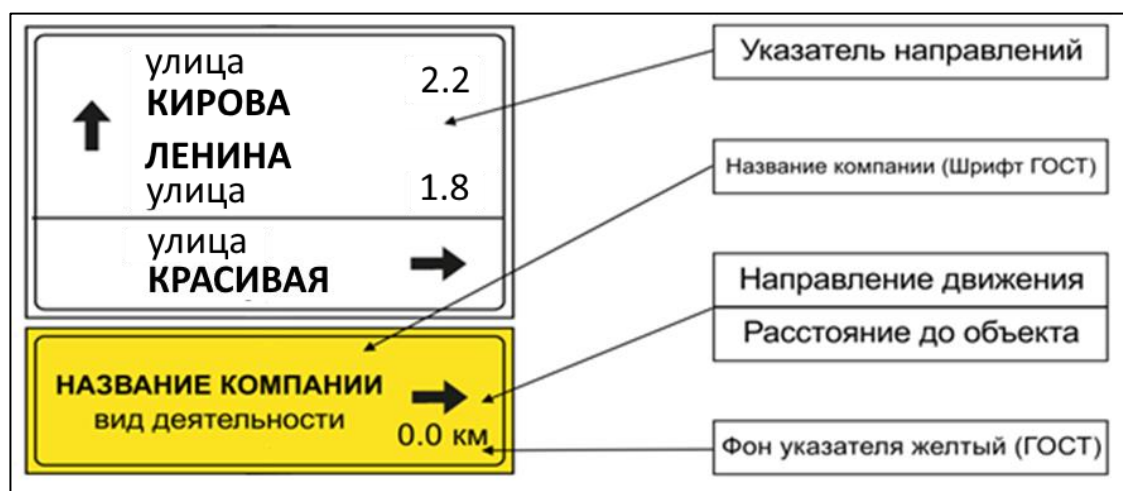 улица
КИРОВА
2.2
ЛЕНИНА
улица
1.8
улица
КРАСИВАЯ
НАЗВАНИЕ КОМПАНИИ
вид деятельности
0.0 км
Указатель направлений
Название компании (Шрифт ГОСТ)
Направление движения
Расстояние до объекта
Фон указателя желтый (ГОСТ)